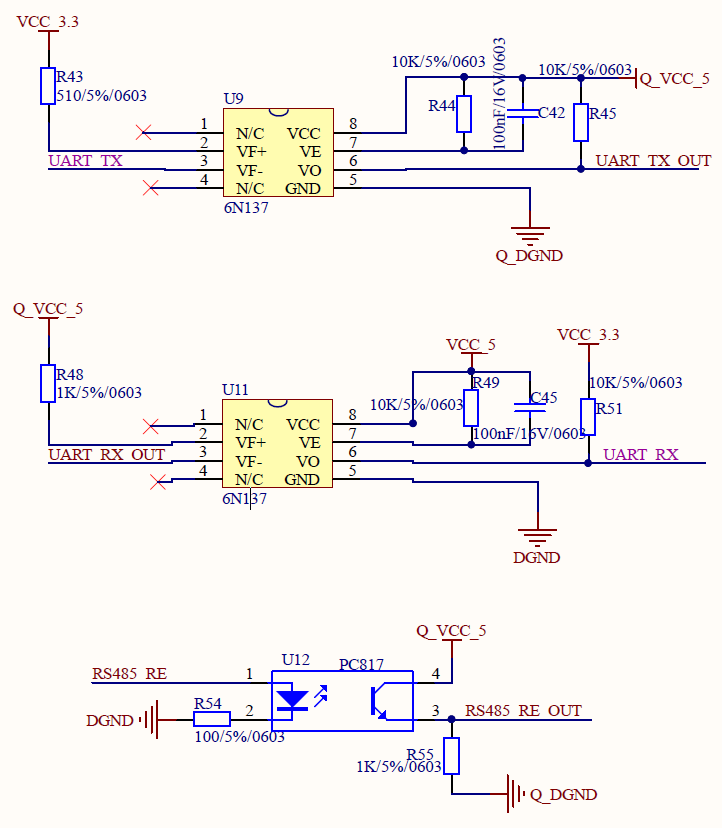 VCC_3.3
R43
510/5%/0603
U9
1
N/C
VCC
8
2
VF+
VE
7
UART_TX
3
VF-
VO
6
4
N/C
GND
5
6N137
10K/5%/0603
R44
100nF/16V/0603
C42
10K/5%/0603
R45
Q_VCC_5
UART_TX_OUT
Q_DGND
Q_VCC_5
R48
1K/5%/0603
U11
1
N/C
VCC
8
2
VF+
VE
7
UART_RX_OUT
3
VF-
VO
6
4
N/C
GND
5
6N137
VCC_5
R49
10K/5%/0603
C45
100nF/16V/0603
VCC_3.3
10K/5%/0603
R51
UART_RX
DGND
Q_VCC_5
U12
PC817
RS485_RE
1
4
DGND
R54
2
100/5%/0603
3
RS485_RE_OUT
R55
1K/5%/0603
Q_DGND